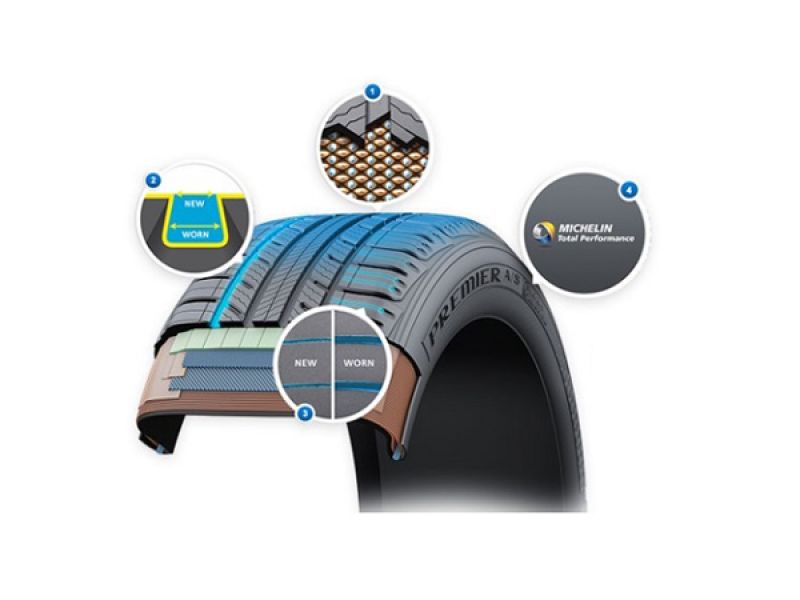 1
2
NEW
WORN
4
MICHELIN
Total Performance
PREMIER A/S
NEW
WORN
3